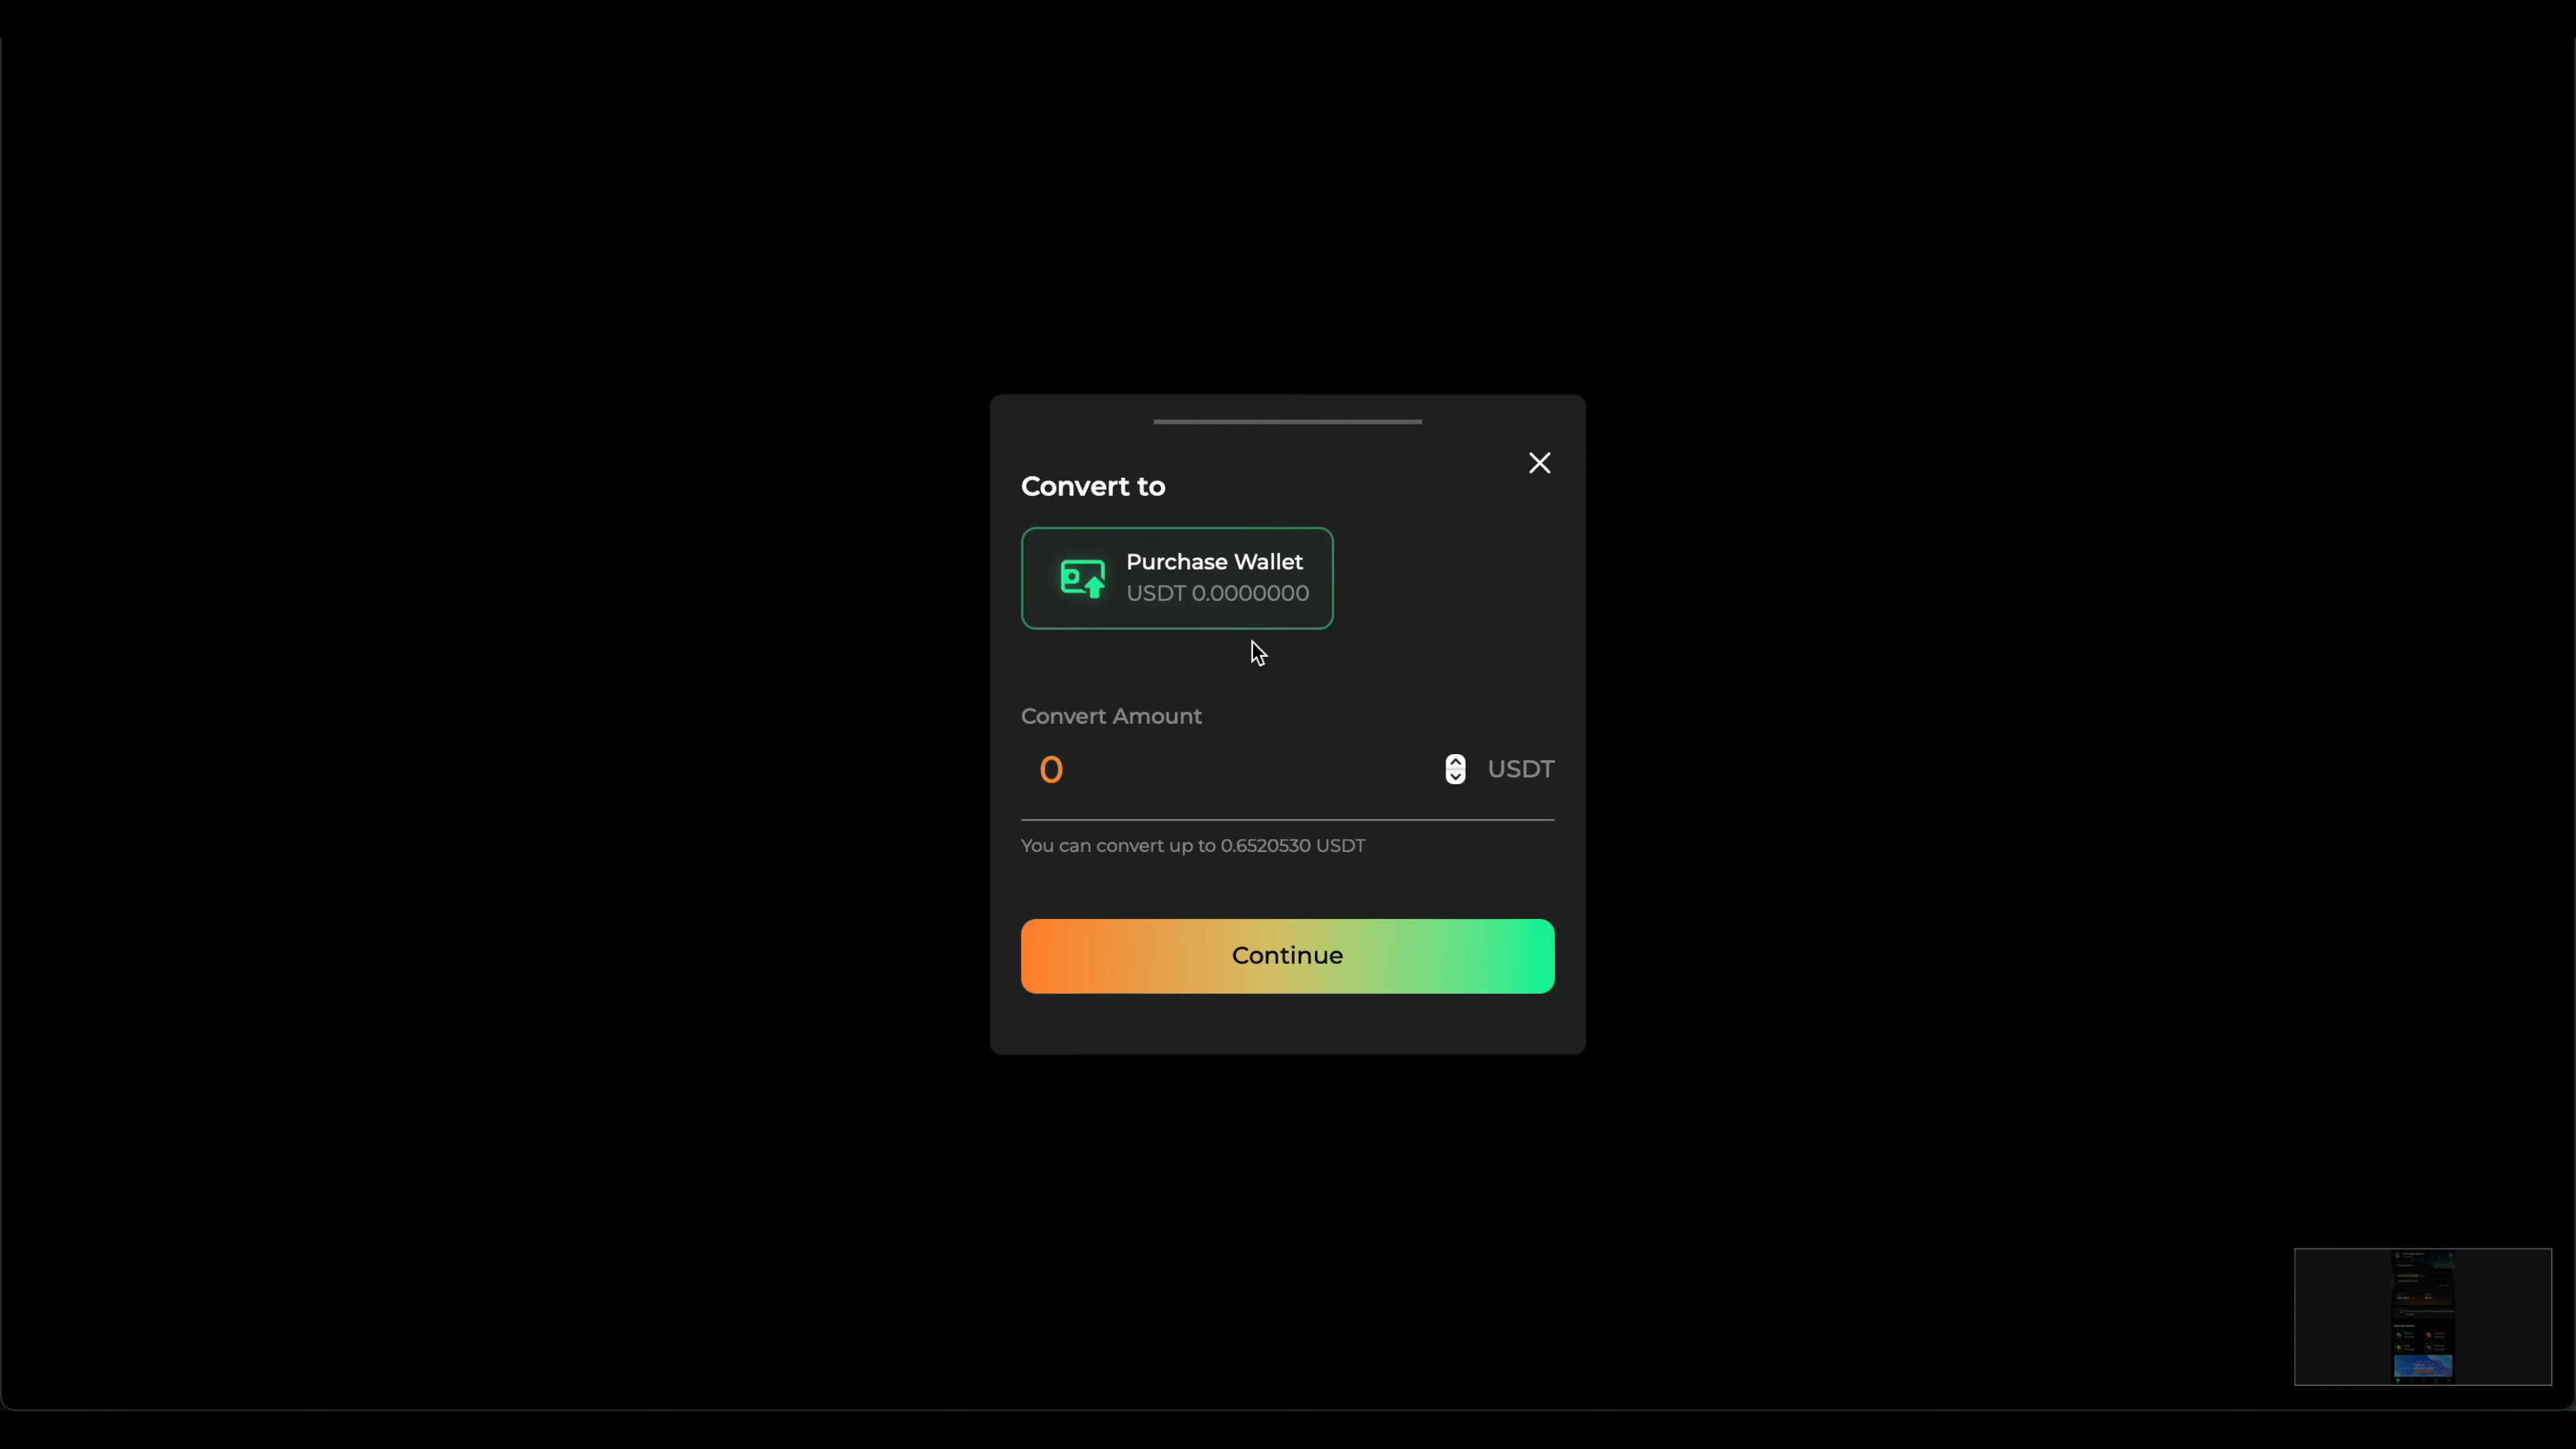 Convert to
Purchase Wallet
USDT 0.0000000
Convert Amount
0
USDT
You can convert up to 0.6520530 USDT
Continue